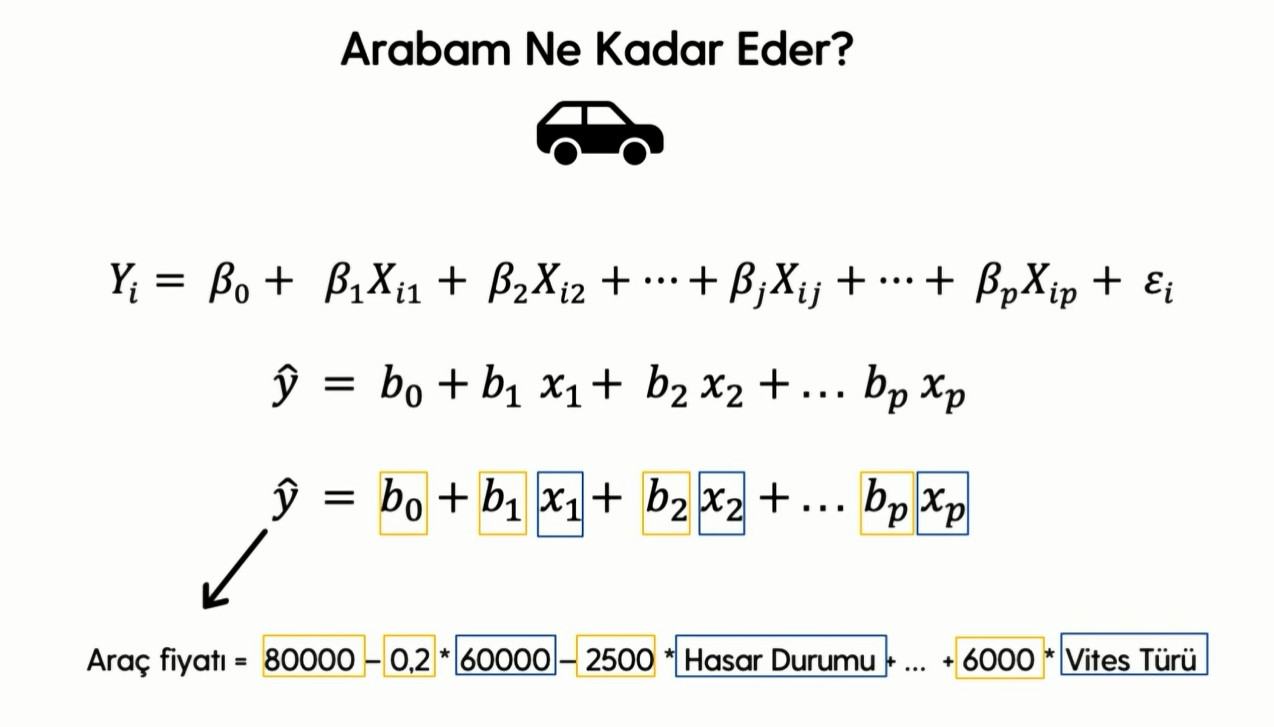 Arabam Ne Kadar Eder?
Yᵢ = β₀ + β₁Xᵢ₁ + β₂Xᵢ₂ + ⋯ + βⱼXᵢⱼ + ⋯ + βₚXᵢₚ + εᵢ
ŷ = b₀ + b₁ x₁ + b₂ x₂ + … bₚ xₚ
ŷ = b₀ + b₁ x₁ + b₂ x₂ + … bₚ xₚ
Araç fiyatı = 80000 – 0,2 * 60000 – 2500 * Hasar Durumu + ... + 6000 * Vites Türü